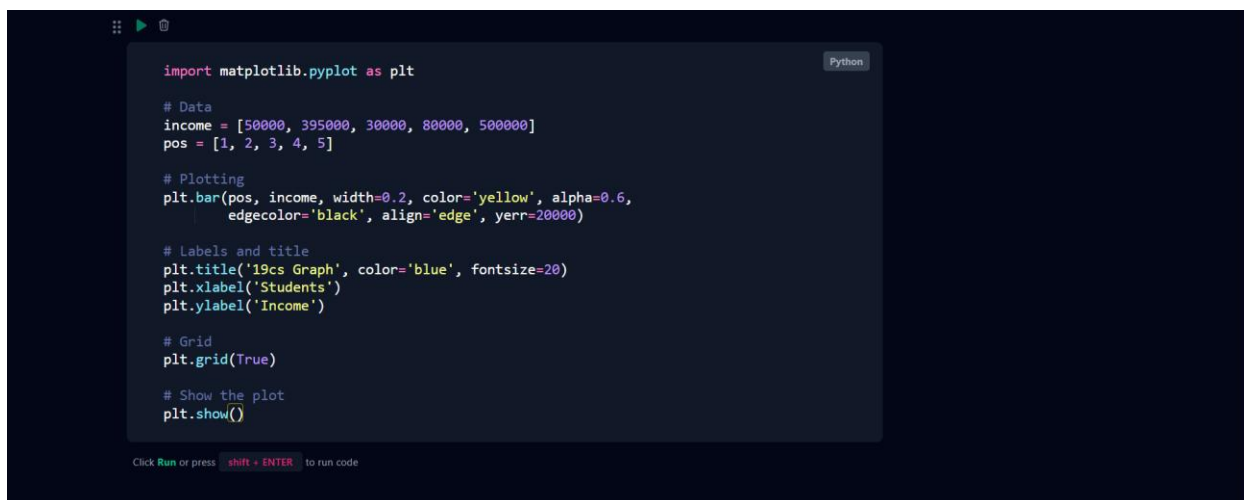 Python
import matplotlib.pyplot as plt
# Data
income = [50000, 395000, 30000, 80000, 500000]
pos = [1, 2, 3, 4, 5]
# Plotting
plt.bar(pos, income, width=0.2, color='yellow', alpha=0.6,
edgecolor='black', align='edge', yerr=20000)
# Labels and title
plt.title('19cs Graph', color='blue', fontsize=20)
plt.xlabel('Students')
plt.ylabel('Income')
# Grid
plt.grid(True)
# Show the plot
plt.show()
Click Run or press shift + ENTER to run code